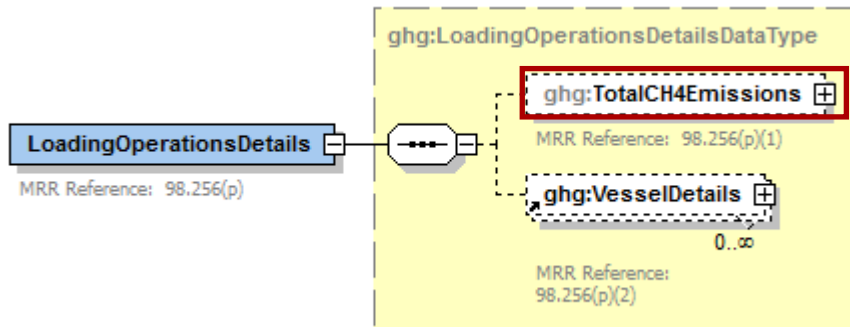 ghg:LoadingOperationsDetailsDataType
ghg:TotalCH4Emissions
MRR Reference: 98.256(p)(1)
LoadingOperationsDetails
MRR Reference: 98.256(p)
ghg:VesselDetails
0..∞
MRR Reference:
98.256(p)(2)